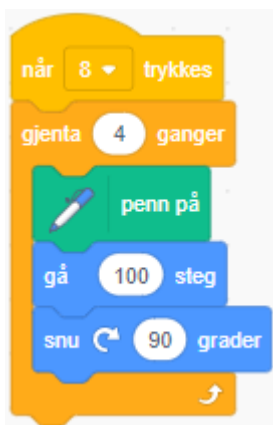 når 8 trykkes
gjenta 4 ganger
penn på
gå 100 steg
snu 90 grader